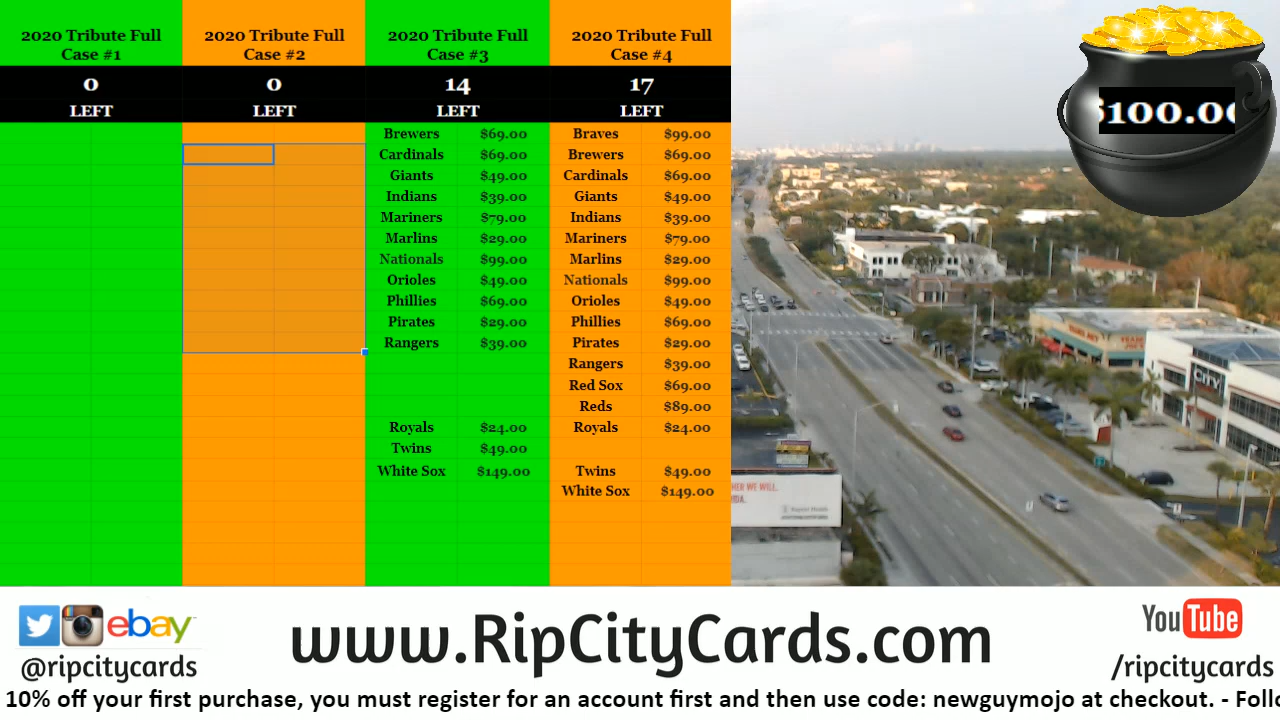 2020 Tribute Full Case #1
0
LEFT
2020 Tribute Full Case #2
0
LEFT
2020 Tribute Full Case #3
14
LEFT
Brewers $69.00
Cardinals $69.00
Giants $49.00
Indians $39.00
Mariners $79.00
Marlins $29.00
Nationals $99.00
Orioles $49.00
Phillies $69.00
Pirates $29.00
Rangers $39.00
Royals $24.00
Twins $49.00
White Sox $149.00
2020 Tribute Full Case #4
17
LEFT
Braves $99.00
Brewers $69.00
Cardinals $69.00
Giants $49.00
Indians $39.00
Mariners $79.00
Marlins $29.00
Nationals $99.00
Orioles $49.00
Phillies $69.00
Pirates $29.00
Rangers $39.00
Red Sox $69.00
Reds $89.00
Royals $24.00
Twins $49.00
White Sox $149.00
$100.00
CITY
WE WILL.
ebay
@ripcitycards
www.RipCityCards.com
YouTube
/ripcitycards
10% off your first purchase, you must register for an account first and then use code: newguymojo at checkout. - Follo